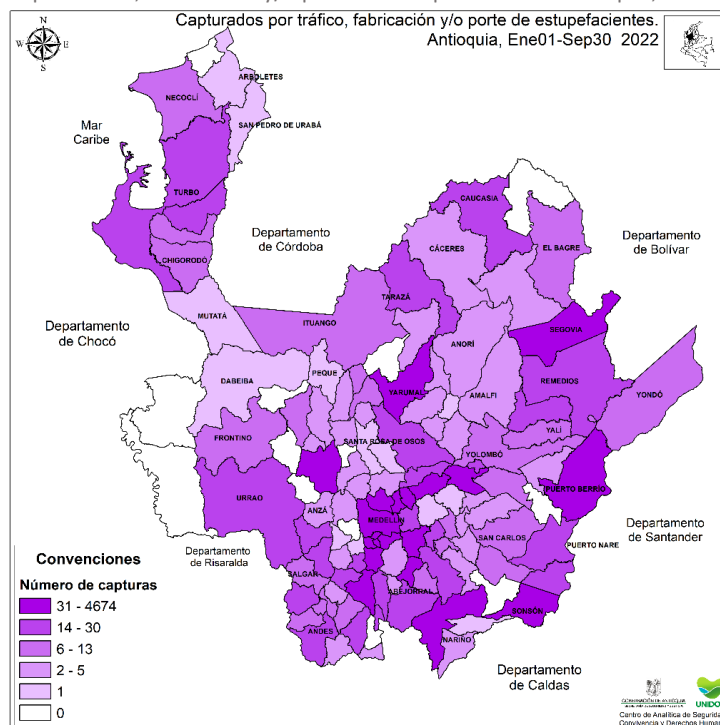 Capturados por tráfico, fabricación y/o porte de estupefacientes.
Antioquia, Ene01-Sep30 2022
N
W
E
S
ARBOLETES
NECOCLÍ
SAN PEDRO DE URABÁ
Mar
Caribe
TURBO
CAUCASIA
Departamento
de Córdoba
CÁCERES
EL BAGRE
Departamento
de Bolívar
CHIGORODÓ
TARAZÁ
MUTATÁ
ITUANGO
SEGOVIA
Departamento
de Chocó
ANORÍ
PEQUE
DABEIBA
REMEDIOS
YARUMAL
AMALFI
YONDÓ
YALÍ
FRONTINO
SANTA ROSA DE OSOS
YOLOMBÓ
URRAO
PUERTO BERRÍO
ANZÁ
MEDELLÍN
Departamento
de Santander
SAN CARLOS
PUERTO NARE
Departamento
de Risaralda
SALGAR
ABEJORRAL
SONSÓN
ANDES
NARIÑO
Departamento
de Caldas
Convenciones
Número de capturas
31 - 4674
14 - 30
6 - 13
2 - 5
1
0
Centro de Analítica de Segurida
Convivencia y Derechos Human